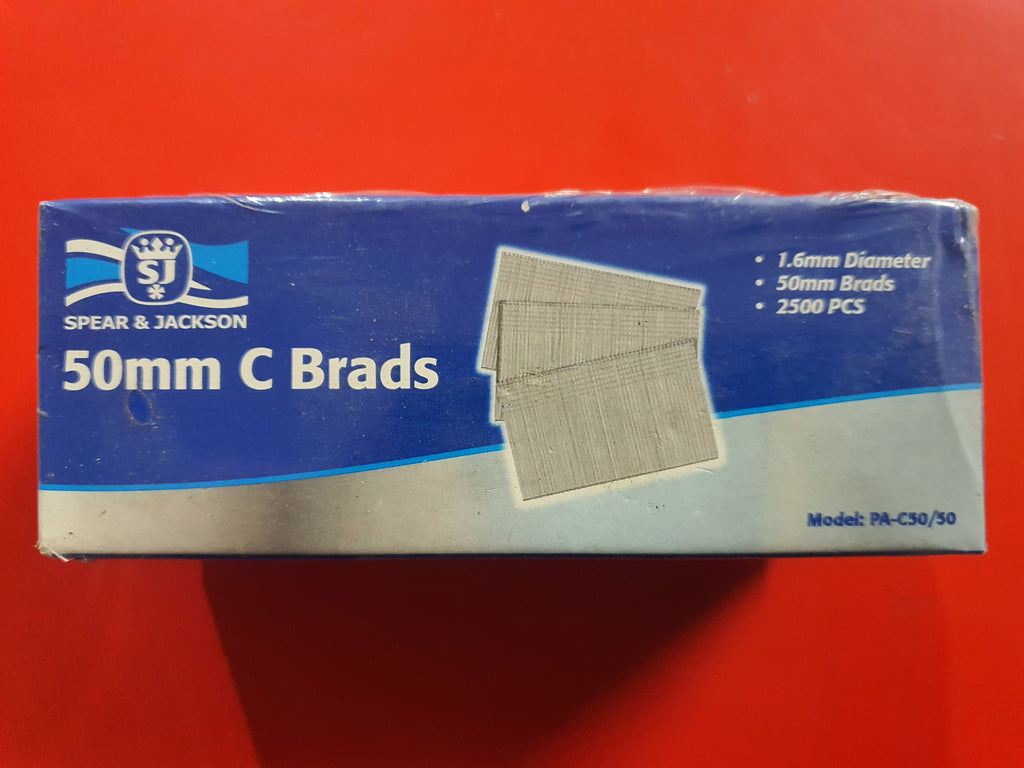 SJ
SPEAR & JACKSON
50mm C Brads
• 1.6mm Diameter
• 50mm Brads
• 2500 PCS
Model: PA-C50/50